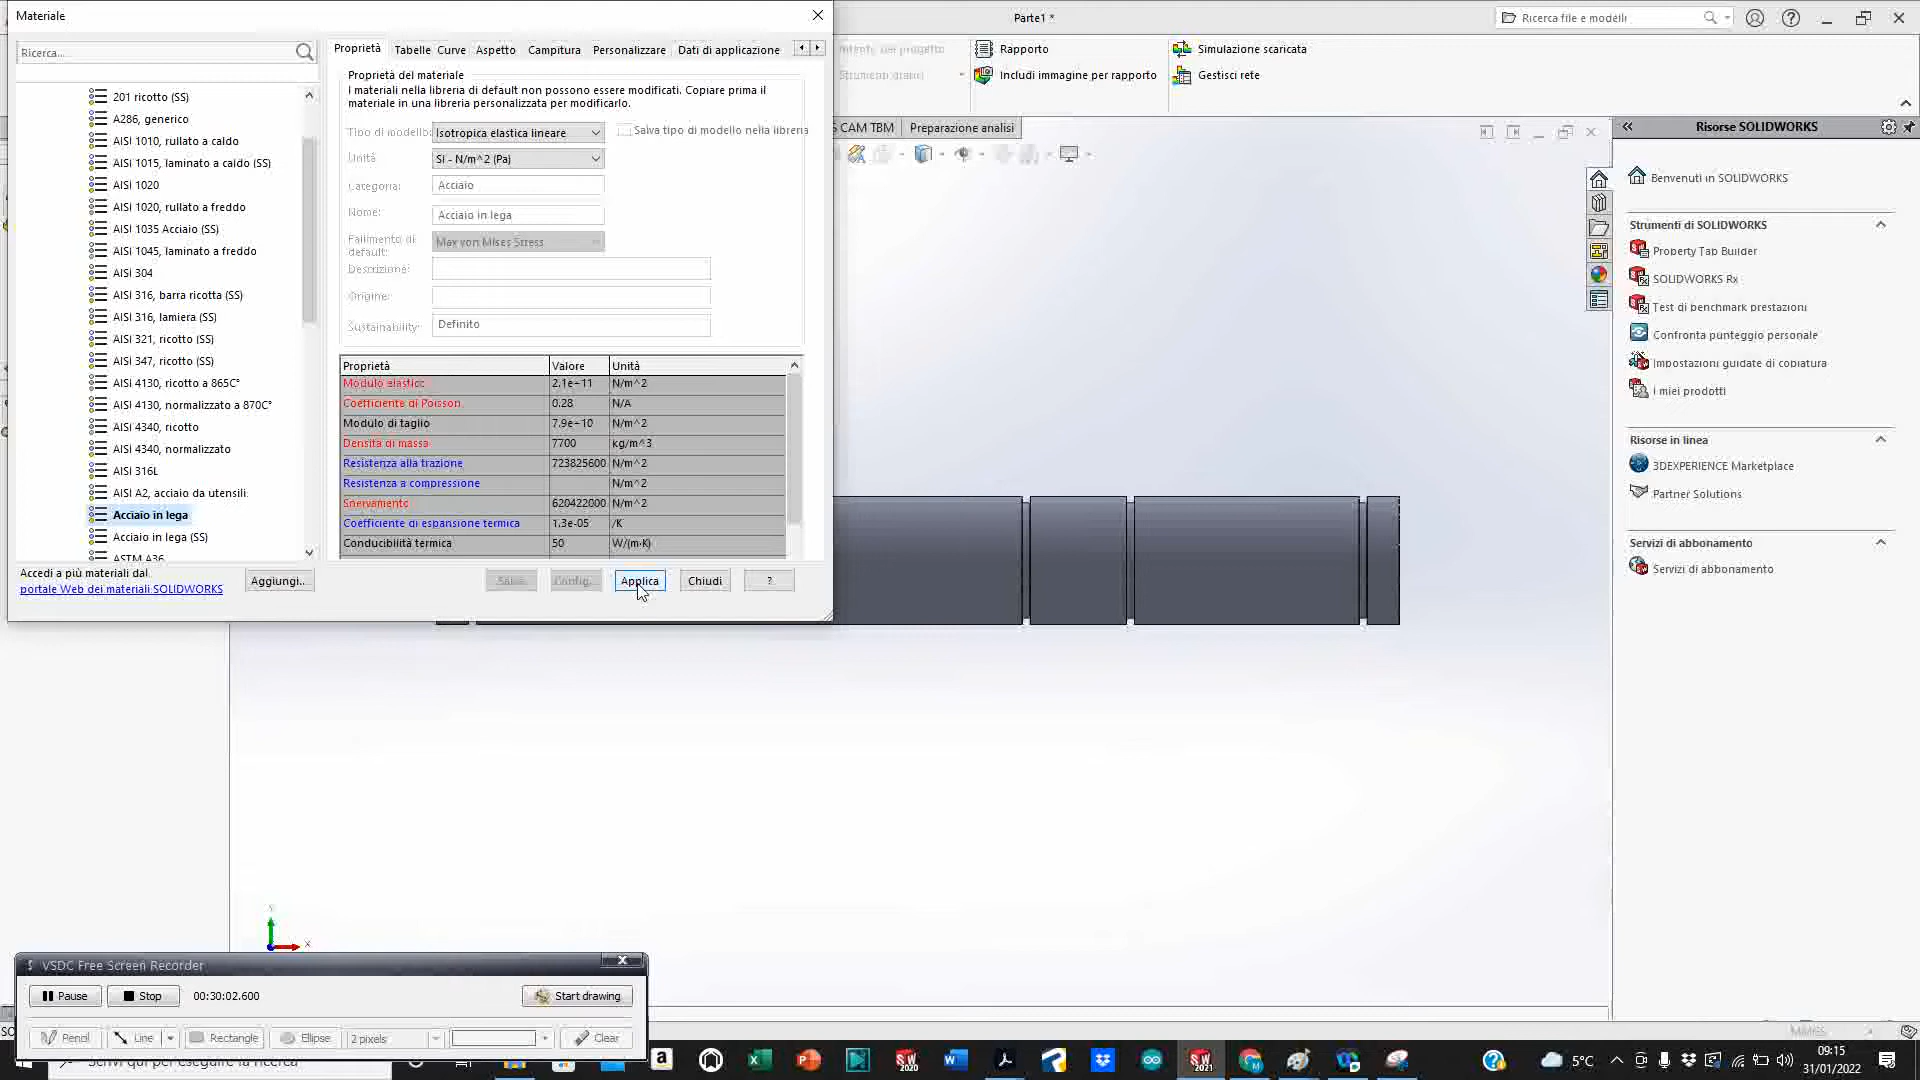 Materiale
Ricerca...
201 ricotto (SS)
A286, generico
AISI 1010, rullato a caldo
AISI 1015, laminato a caldo (SS)
AISI 1020
AISI 1020, rullato a freddo
AISI 1035 Acciaio (SS)
AISI 1045, laminato a freddo
AISI 304
AISI 316, barra ricotta (SS)
AISI 316, lamiera (SS)
AISI 321, ricotto (SS)
AISI 347, ricotto (SS)
AISI 4130, ricotto a 865C°
AISI 4130, normalizzato a 870C°
AISI 4340, ricotto
AISI 4340, normalizzato
AISI 316L
AISI A2, acciaio da utensili
Acciaio in lega
Acciaio in lega (SS)
ASTM A36
Accedi a più materiali dal
portale Web dei materiali SOLIDWORKS
Aggiungi...
Proprietà
Tabelle Curve
Aspetto
Campitura
Personalizzare
Dati di applicazione
Proprietà del materiale
I materiali nella libreria di default non possono essere modificati. Copiare prima il
materiale in una libreria personalizzata per modificarlo.
Tipo di modello: Isotropica elastica lineare
Salva tipo di modello nella libreria
Unità SI - N/m^2 (Pa)
Categoria: Acciaio
Nome: Acciaio in lega
Fallimento di
default: Max von Mises Stress
Descrizione:
Origine:
Sustainability: Definito
Proprietà Valore Unità
Modulo elastico 2.1e+11 N/m^2
Coefficiente di Poisson 0.28 N/A
Modulo di taglio 7.9e+10 N/m^2
Densità di massa 7700 kg/m^3
Resistenza alla trazione 723825600 N/m^2
Resistenza a compressione N/m^2
Snervamento 620422000 N/m^2
Coefficiente di espansione termica 1.3e-05 /K
Conducibilità termica 50 W/(m·K)
Salva
Config...
Applica
Chiudi
?
Parte1 *
Ricerca file e modelli
Rapporto
Includi immagine per rapporto
Simulazione scaricata
Gestisci rete
S CAM TBM
Preparazione analisi
Risorse SOLIDWORKS
Benvenuti in SOLIDWORKS
Strumenti di SOLIDWORKS
Property Tap Builder
SOLIDWORKS Rx
Test di benchmark prestazioni
Confronta punteggio personale
Impostazioni guidate di copiatura
I miei prodotti
Risorse in linea
3DEXPERIENCE Marketplace
Partner Solutions
Servizi di abbonamento
Servizi di abbonamento
X
VSDC Free Screen Recorder
Pause
Stop
00:30:02.600
Start drawing
Pencil
Line
Rectangle
Ellipse
2 pixels
Clear
MMGS
Scrivi qui per eseguire la ricerca
5°C
09:15
31/01/2022